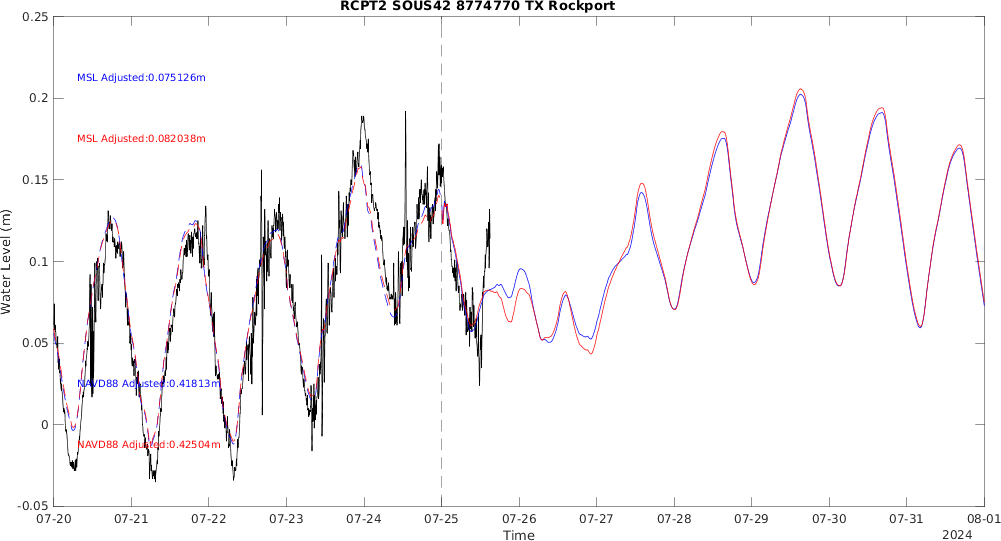 RCPT2 SOUS42 8774770 TX Rockport
0.25
0.2
0.15
0.1
0.05
0
-0.05
Water Level (m)
MSL Adjusted:0.075126m
MSL Adjusted:0.082038m
NAVD88 Adjusted:0.41813m
NAVD88 Adjusted:0.42504m
07-20 07-21 07-22 07-23 07-24 07-25 07-26 07-27 07-28 07-29 07-30 07-31 08-01
Time
2024